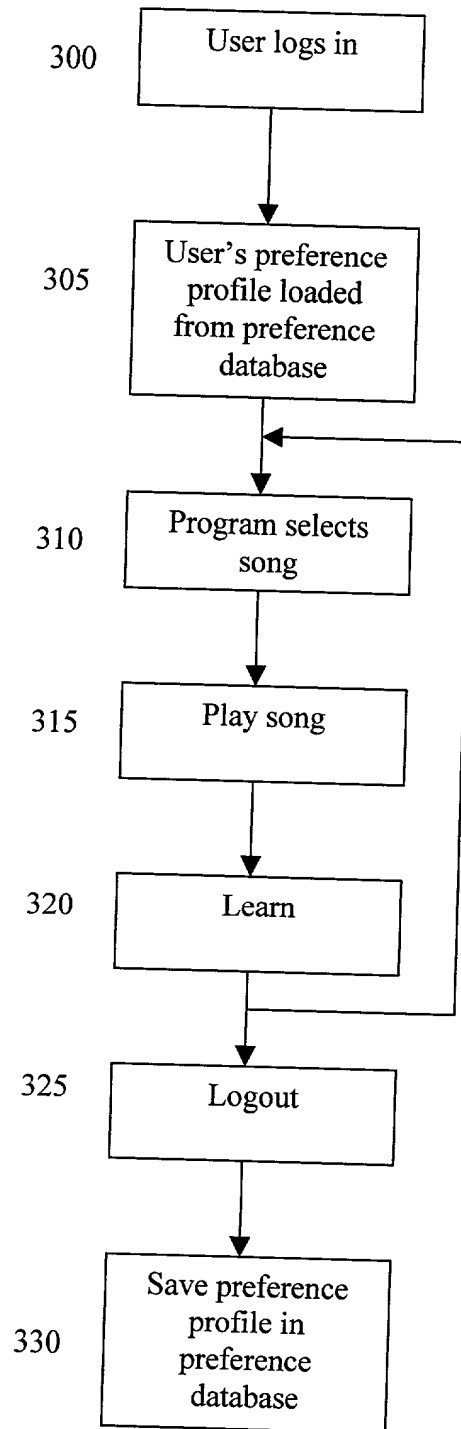 300
User logs in
305
User's preference
profile loaded
from preference
database
310
Program selects
song
315
Play song
320
Learn
325
Logout
330
Save preference
profile in
preference
database